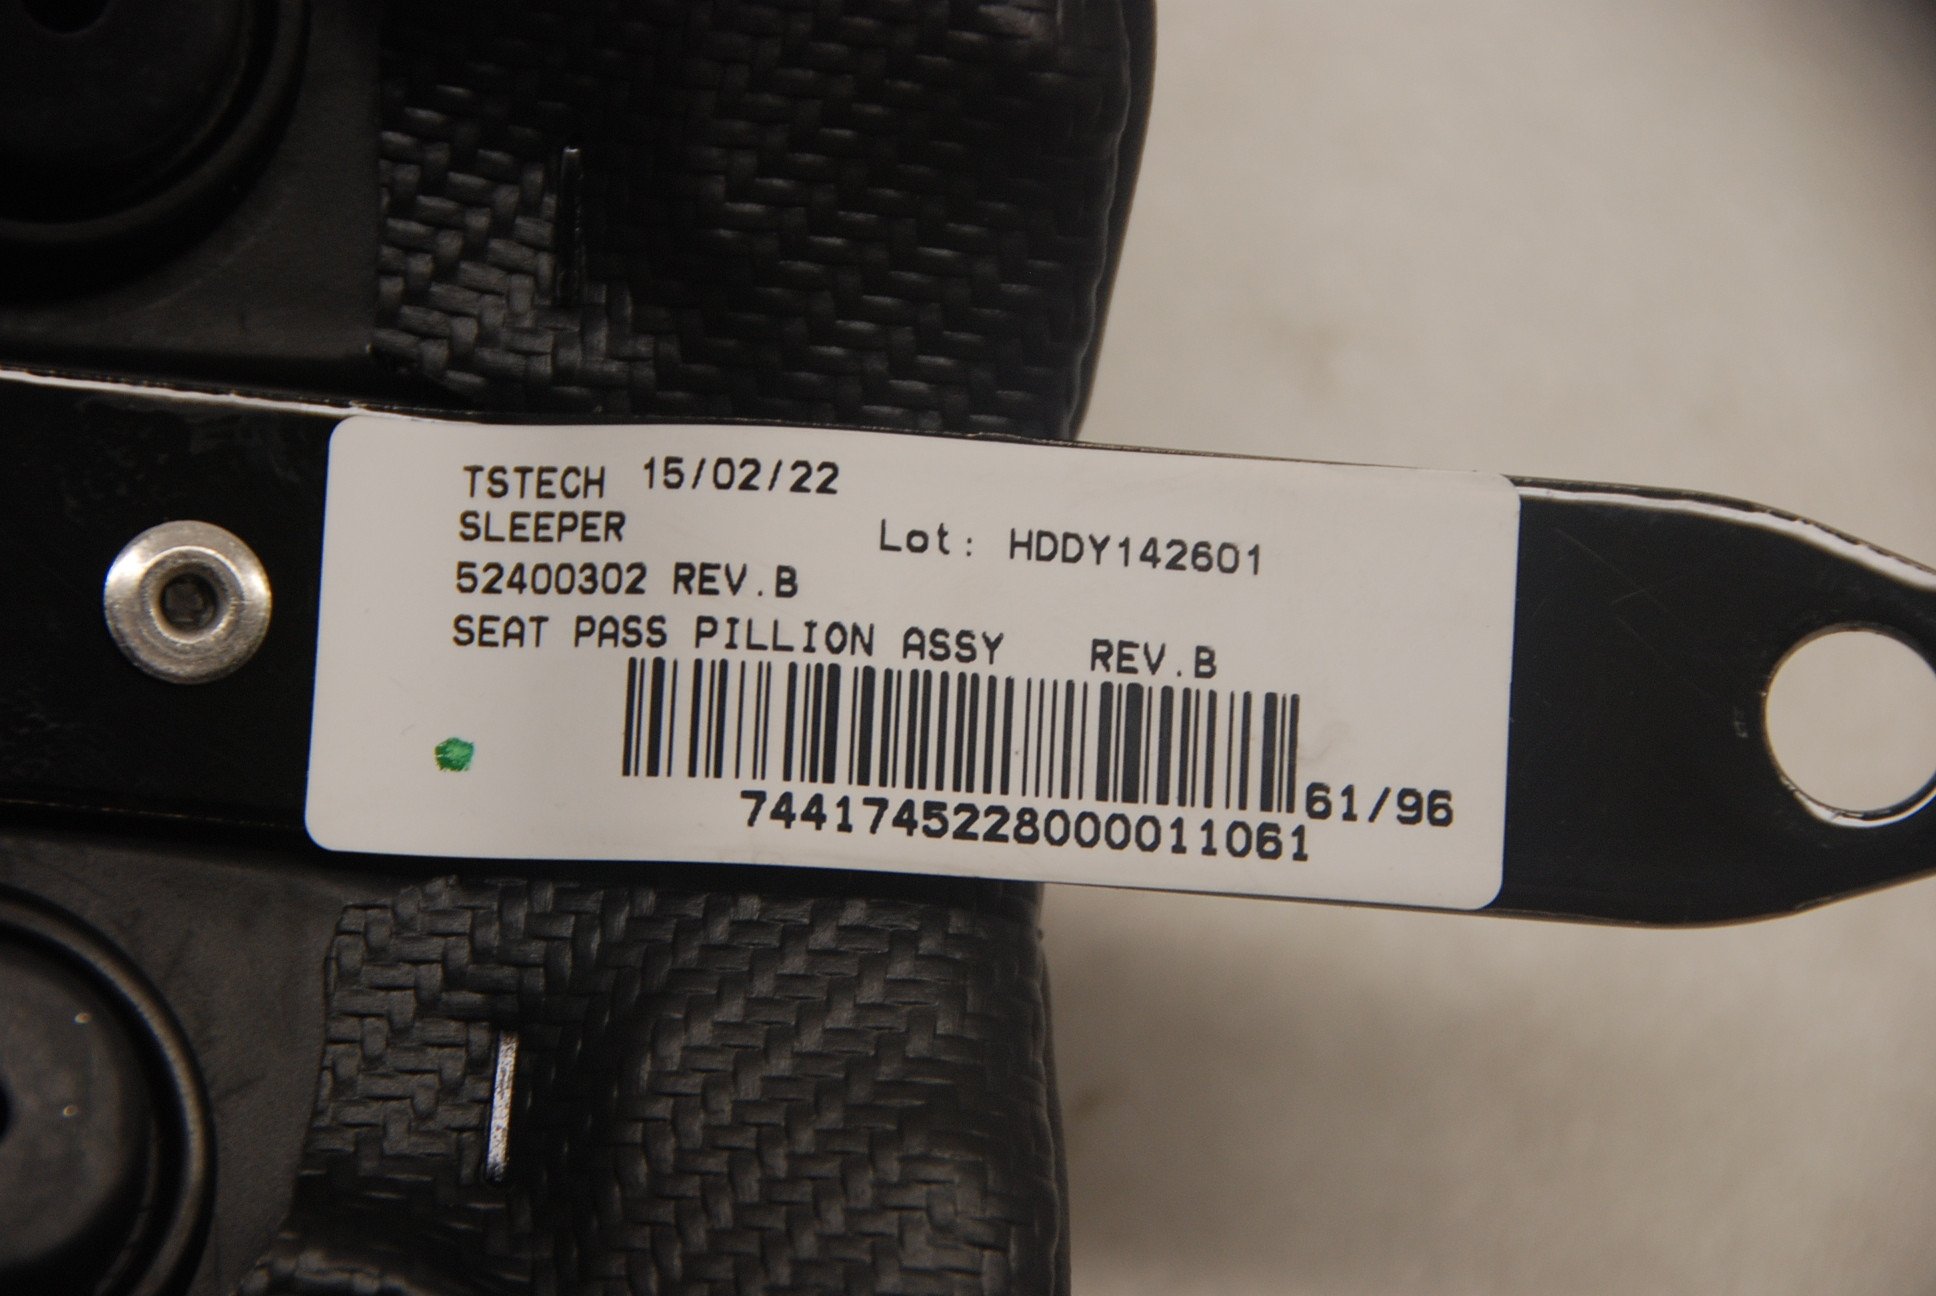 TSTECH 15/02/22
SLEEPER
Lot: HDDY142601
52400302 REV.B
SEAT PASS PILLION ASSY REV.B
61/96
7441745228000011061